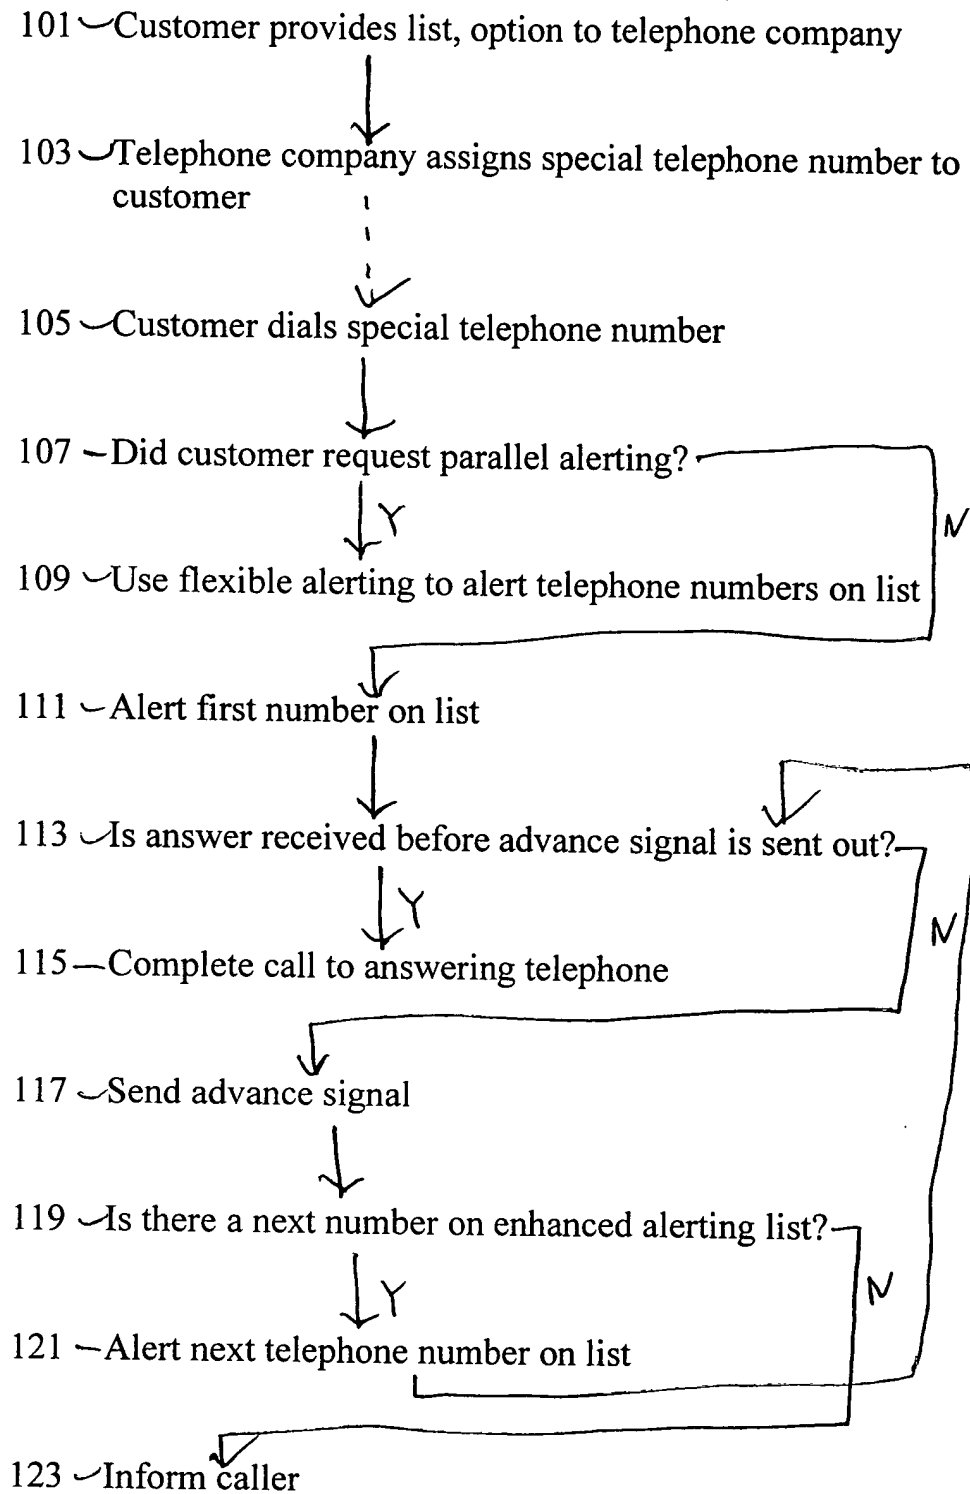 101 Customer provides list, option to telephone company
103 Telephone company assigns special telephone number to
customer
105 Customer dials special telephone number
107 Did customer request parallel alerting?
N
Y
109 Use flexible alerting to alert telephone numbers on list
111 Alert first number on list
113 Is answer received before advance signal is sent out?
Y
N
115 Complete call to answering telephone
117 Send advance signal
119 Is there a next number on enhanced alerting list?
Y
N
121 Alert next telephone number on list
123 Inform caller